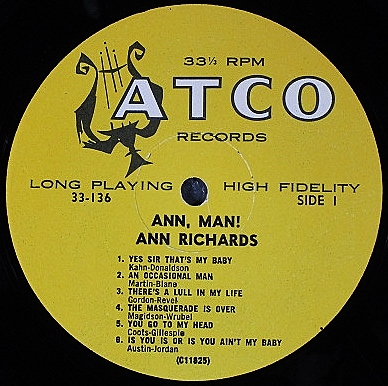 33⅓ RPM
ATCO
RECORDS
LONG PLAYING HIGH FIDELITY
33-136 SIDE 1
ANN, MAN!
ANN RICHARDS
1. YES SIR THAT'S MY BABY
Kahn-Donaldson
2. AN OCCASIONAL MAN
Martin-Blane
3. THERE'S A LULL IN MY LIFE
Gordon-Revel
4. THE MASQUERADE IS OVER
Magidson-Wrubel
5. YOU GO TO MY HEAD
Coots-Gillespie
6. IS YOU IS OR IS YOU AIN'T MY BABY
Austin-Jordan
(C11825)